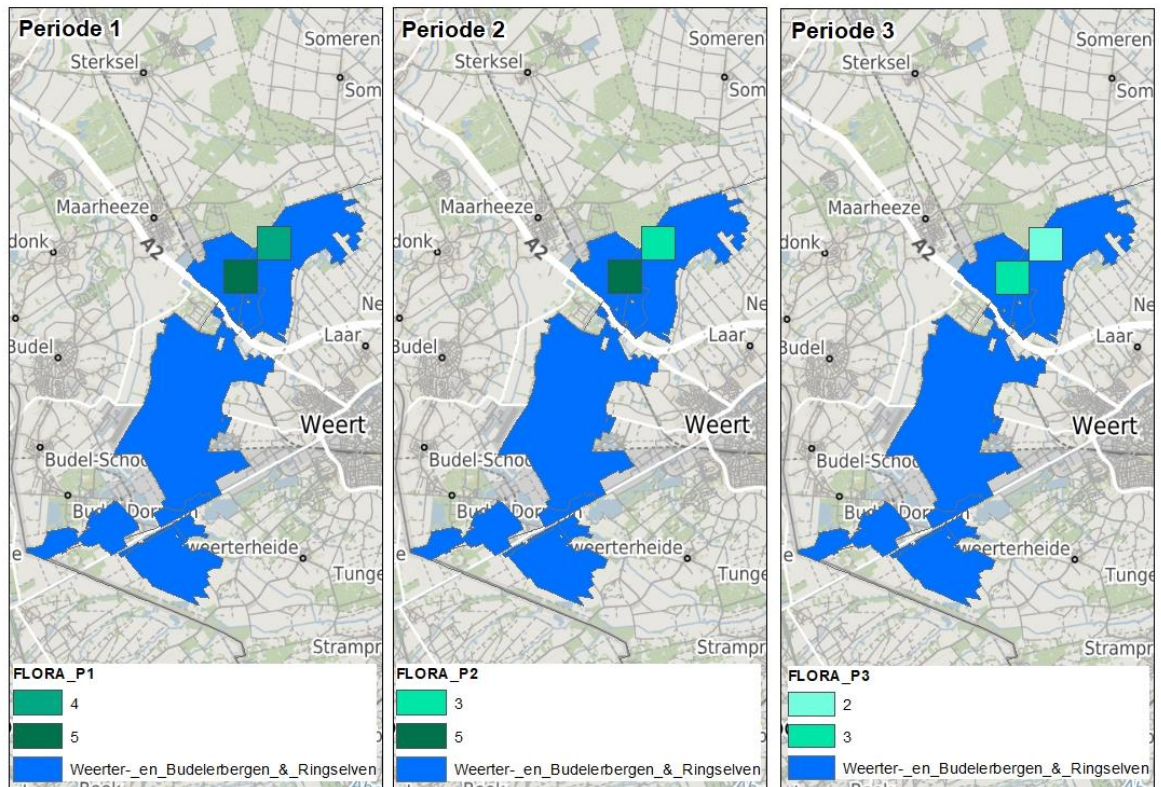 Periode 1
Someren
Sterksel
Som
Maarheeze
A2
donk
Ne
Laar
Budel
Weert
Budel-Schoo
Bud
Dor
e
weerterheide
Tunge
Strampr
FLORA_P1
4
5
Weerter-_en_Budelerbergen_&_Ringselven
Periode 2
Someren
Sterksel
Som
Maarheeze
A2
donk
Ne
Laar
Budel
Weert
Budel-Schoo
Bud
Dor
e
weerterheide
Tunge
Strampr
FLORA_P2
3
5
Weerter-_en_Budelerbergen_&_Ringselven
Periode 3
Someren
Sterksel
Som
Maarheeze
A2
donk
Ne
Laar
Budel
Weert
Budel-Schoo
Bud
Dor
e
weerterheide
Tunge
Strampr
FLORA_P3
2
3
Weerter-_en_Budelerbergen_&_Ringselven